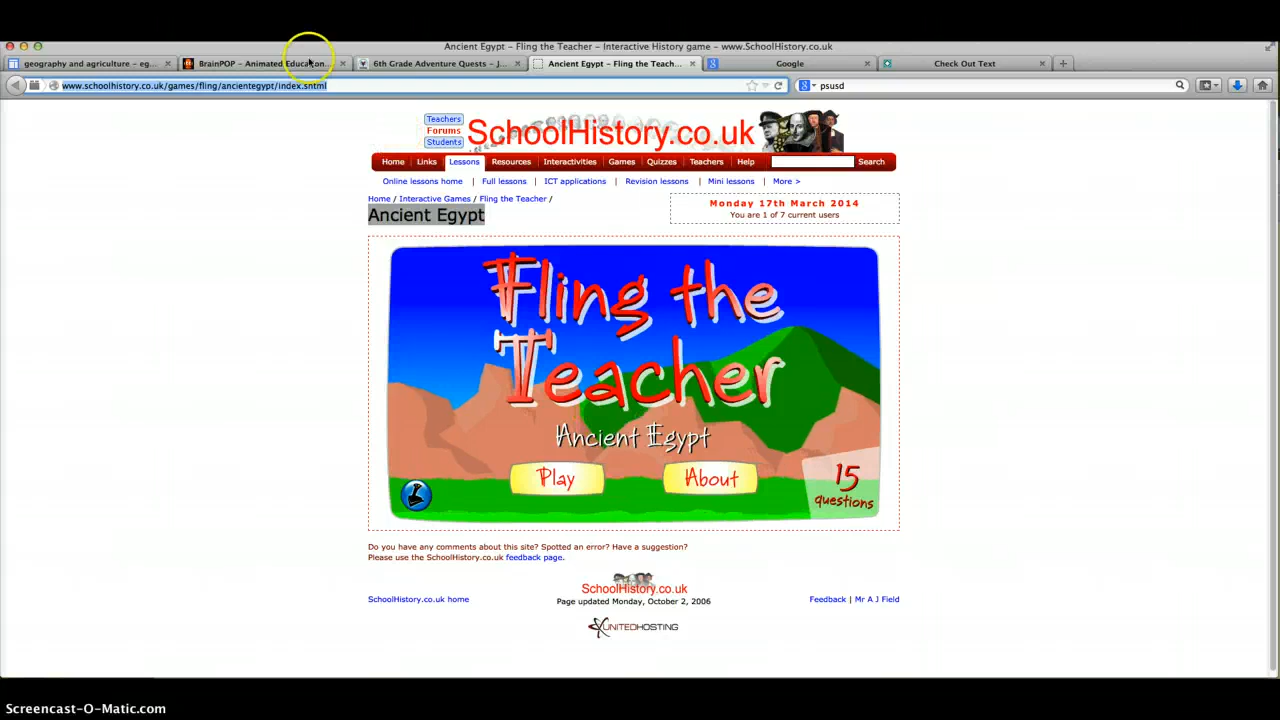 Ancient Egypt – Fling the Teacher – Interactive History game – www.SchoolHistory.co.uk
geography and agriculture – eg... BrainPOP – Animated Education... 6th Grade Adventure Quests – J... Ancient Egypt – Fling the Teach... Google Check Out Text
www.schoolhistory.co.uk/games/fling/ancientegypt/index.shtml psusd
Teachers
Forums
Students
SchoolHistory.co.uk
Home Links Lessons Resources Interactivities Games Quizzes Teachers Help Search
Online lessons home | Full lessons | ICT applications | Revision lessons | Mini lessons | More >
Home / Interactive Games / Fling the Teacher /
Ancient Egypt
Monday 17th March 2014
You are 1 of 7 current users
Fling the
Teacher
Ancient Egypt
Play About
15
questions
Do you have any comments about this site? Spotted an error? Have a suggestion?
Please use the SchoolHistory.co.uk feedback page.
SchoolHistory.co.uk
SchoolHistory.co.uk home Page updated Monday, October 2, 2006 Feedback | Mr A J Field
UNITEDHOSTING
Screencast-O-Matic.com